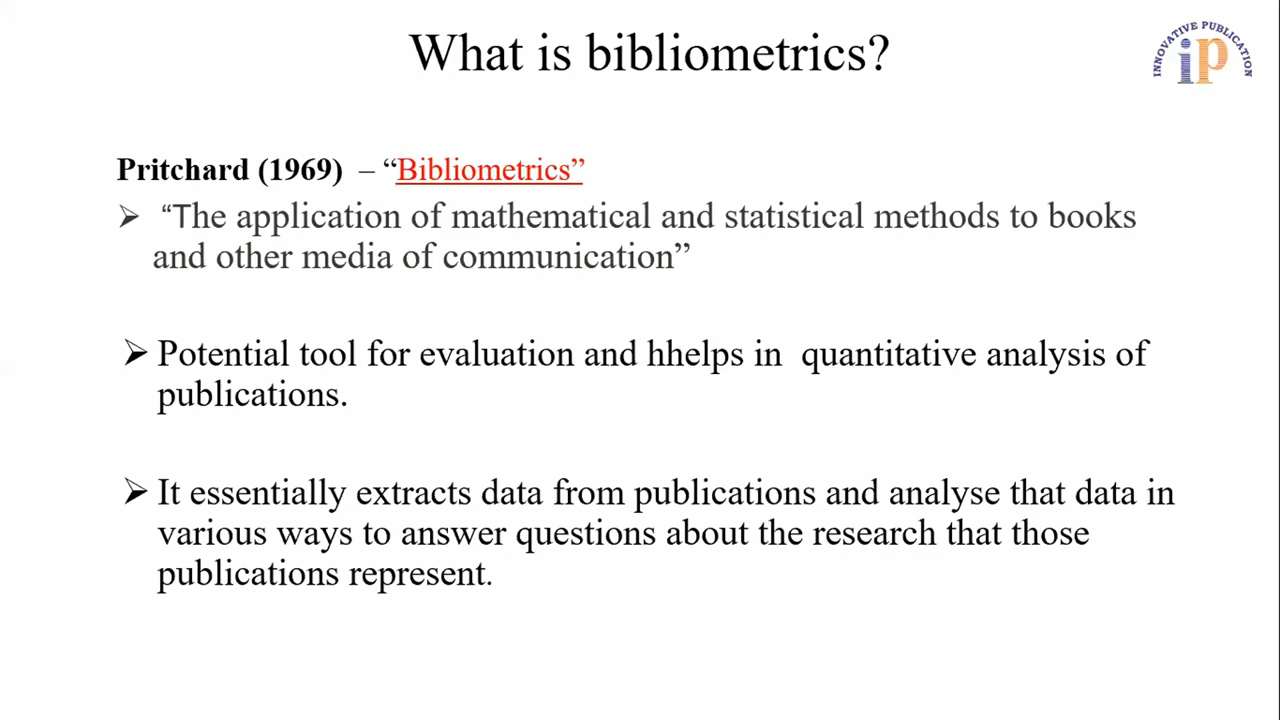 What is bibliometrics?
INNOVATIVE PUBLICATION
ip
Pritchard (1969) – “Bibliometrics”
➢ “The application of mathematical and statistical methods to books
and other media of communication”
➢ Potential tool for evaluation and hhelps in quantitative analysis of
publications.
➢ It essentially extracts data from publications and analyse that data in
various ways to answer questions about the research that those
publications represent.